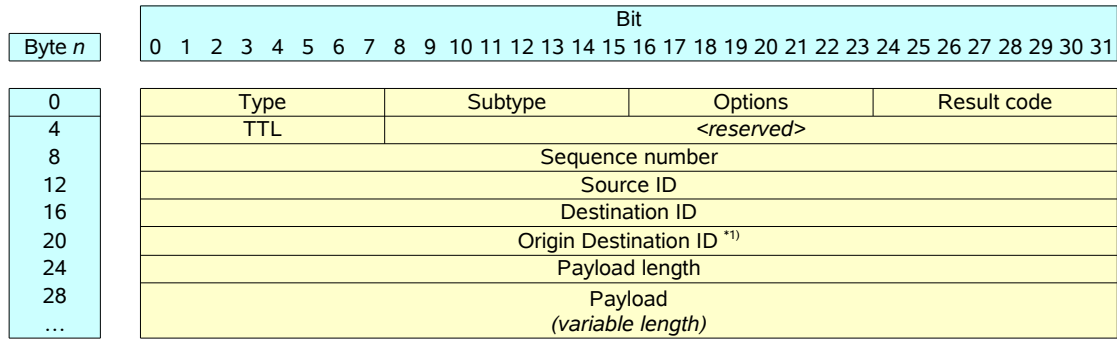 Bit
Byte n 0 1 2 3 4 5 6 7 8 9 10 11 12 13 14 15 16 17 18 19 20 21 22 23 24 25 26 27 28 29 30 31
0 Type Subtype Options Result code
4 TTL <reserved>
8 Sequence number
12 Source ID
16 Destination ID
20 Origin Destination ID *1)
24 Payload length
28 Payload
… (variable length)